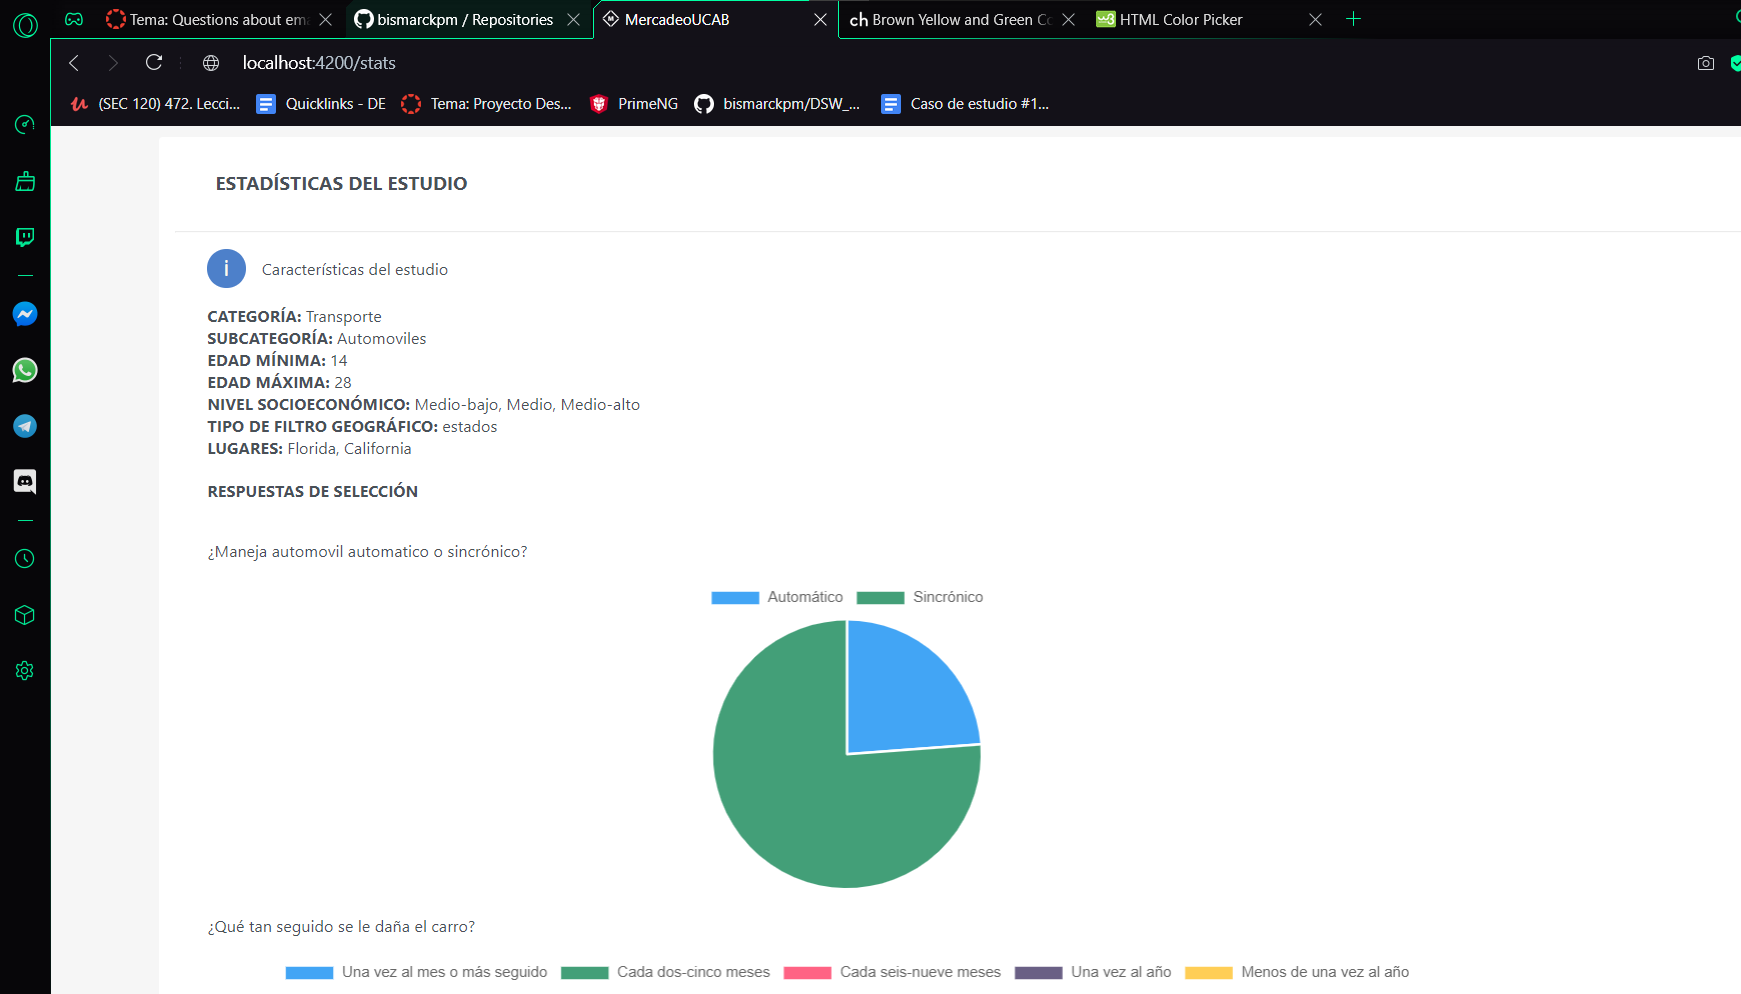 Tema: Questions about ema
bismarckpm / Repositories
MercadeoUCAB
ch Brown Yellow and Green Co
HTML Color Picker
localhost:4200/stats
(SEC 120) 472. Lecci...
Quicklinks - DE
Tema: Proyecto Des...
PrimeNG
bismarckpm/DSW_...
Caso de estudio #1...
ESTADÍSTICAS DEL ESTUDIO
i Características del estudio
CATEGORÍA: Transporte
SUBCATEGORÍA: Automoviles
EDAD MÍNIMA: 14
EDAD MÁXIMA: 28
NIVEL SOCIOECONÓMICO: Medio-bajo, Medio, Medio-alto
TIPO DE FILTRO GEOGRÁFICO: estados
LUGARES: Florida, California
RESPUESTAS DE SELECCIÓN
¿Maneja automovil automatico o sincrónico?
Automático Sincrónico
¿Qué tan seguido se le daña el carro?
Una vez al mes o más seguido Cada dos-cinco meses Cada seis-nueve meses Una vez al año Menos de una vez al año